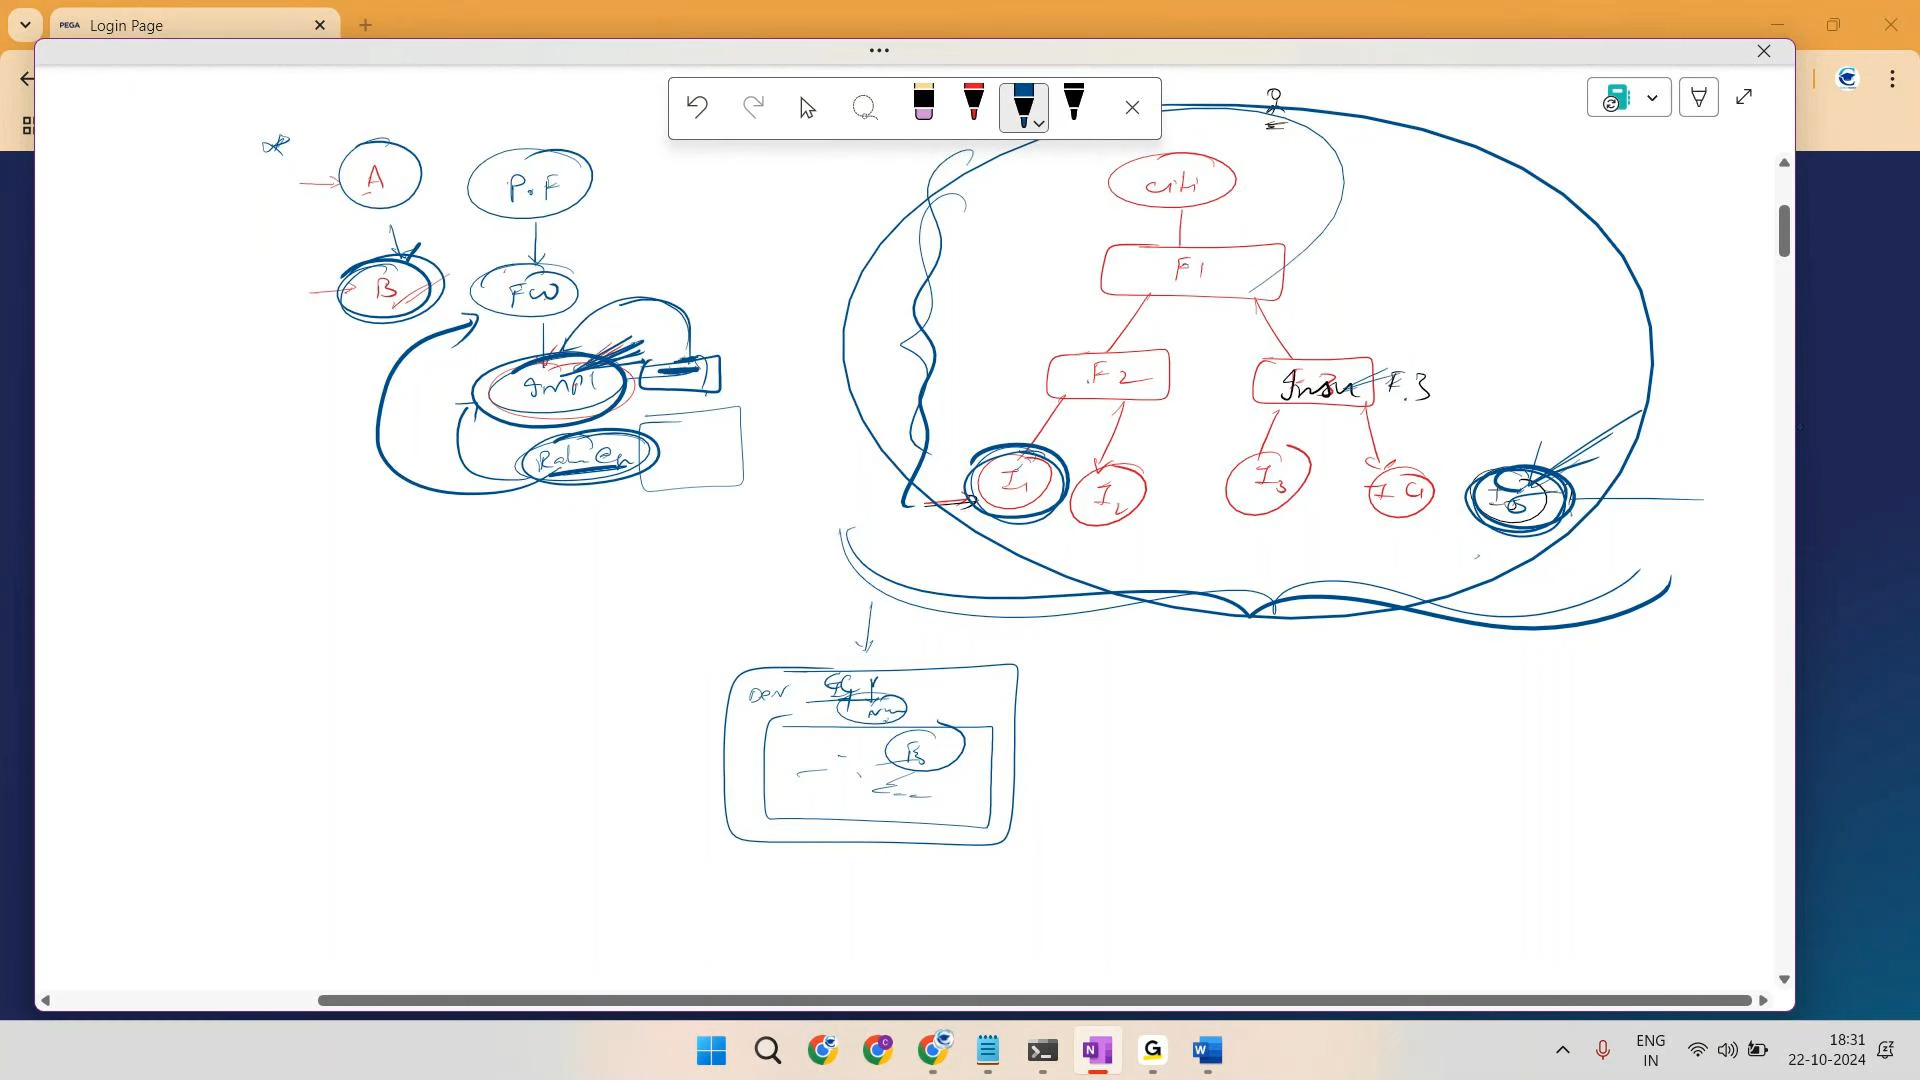 PEGA Login Page
A
P.F
citi
B
FW
F1
Impl
F2
F.3
I1
I2
I3
I4
Dev
ENG
IN
18:31
22-10-2024